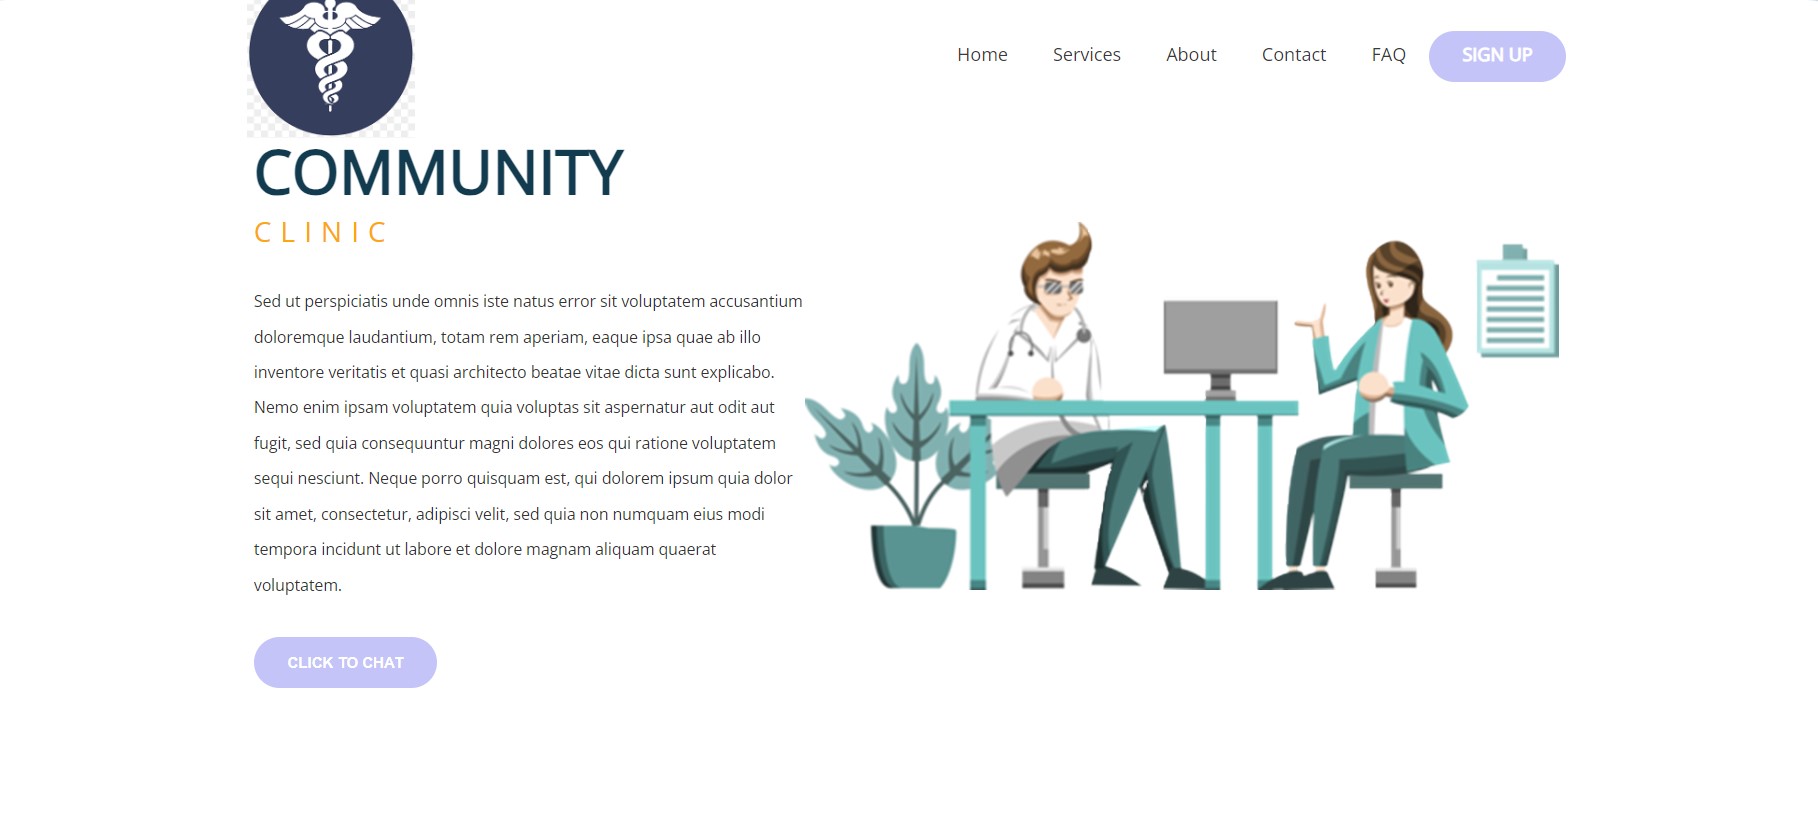 Home Services About Contact FAQ SIGN UP
COMMUNITY
CLINIC
Sed ut perspiciatis unde omnis iste natus error sit voluptatem accusantium
doloremque laudantium, totam rem aperiam, eaque ipsa quae ab illo
inventore veritatis et quasi architecto beatae vitae dicta sunt explicabo.
Nemo enim ipsam voluptatem quia voluptas sit aspernatur aut odit aut
fugit, sed quia consequuntur magni dolores eos qui ratione voluptatem
sequi nesciunt. Neque porro quisquam est, qui dolorem ipsum quia dolor
sit amet, consectetur, adipisci velit, sed quia non numquam eius modi
tempora incidunt ut labore et dolore magnam aliquam quaerat
voluptatem.
CLICK TO CHAT